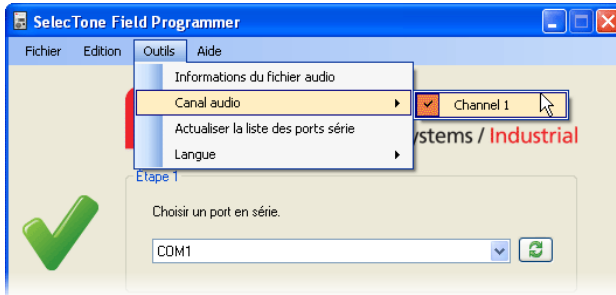 SelecTone Field Programmer
Fichier Edition Outils Aide
Informations du fichier audio
Canal audio
Channel 1
Actualiser la liste des ports série
ystems / Industrial
Langue
Etape 1
Choisir un port en série.
COM1